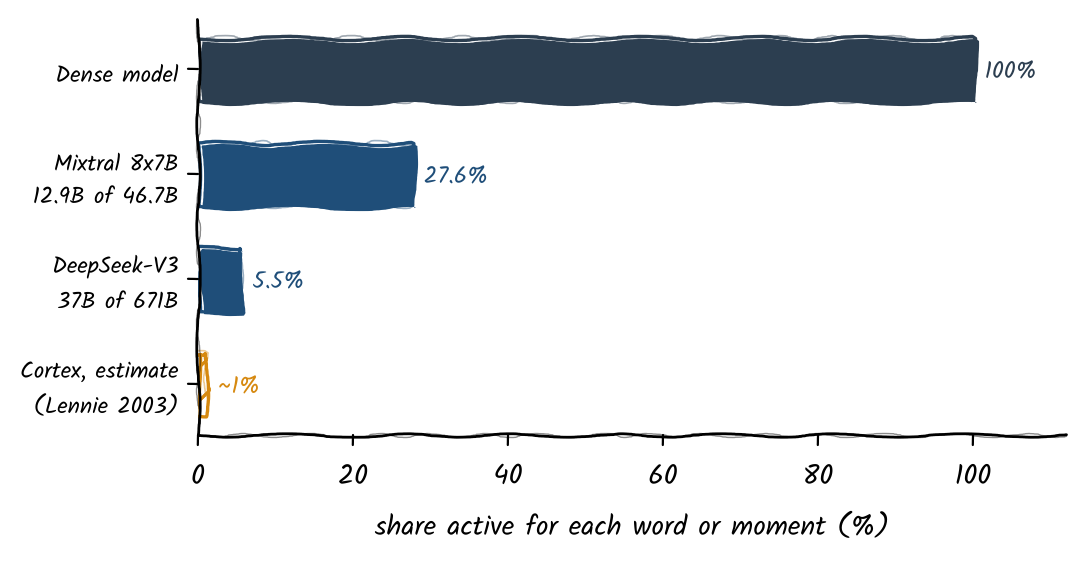 Dense model
100%
Mixtral 8x7B
12.9B of 46.7B
27.6%
DeepSeek-V3
37B of 671B
5.5%
Cortex, estimate
(Lennie 2003)
~1%
0 20 40 60 80 100
share active for each word or moment (%)